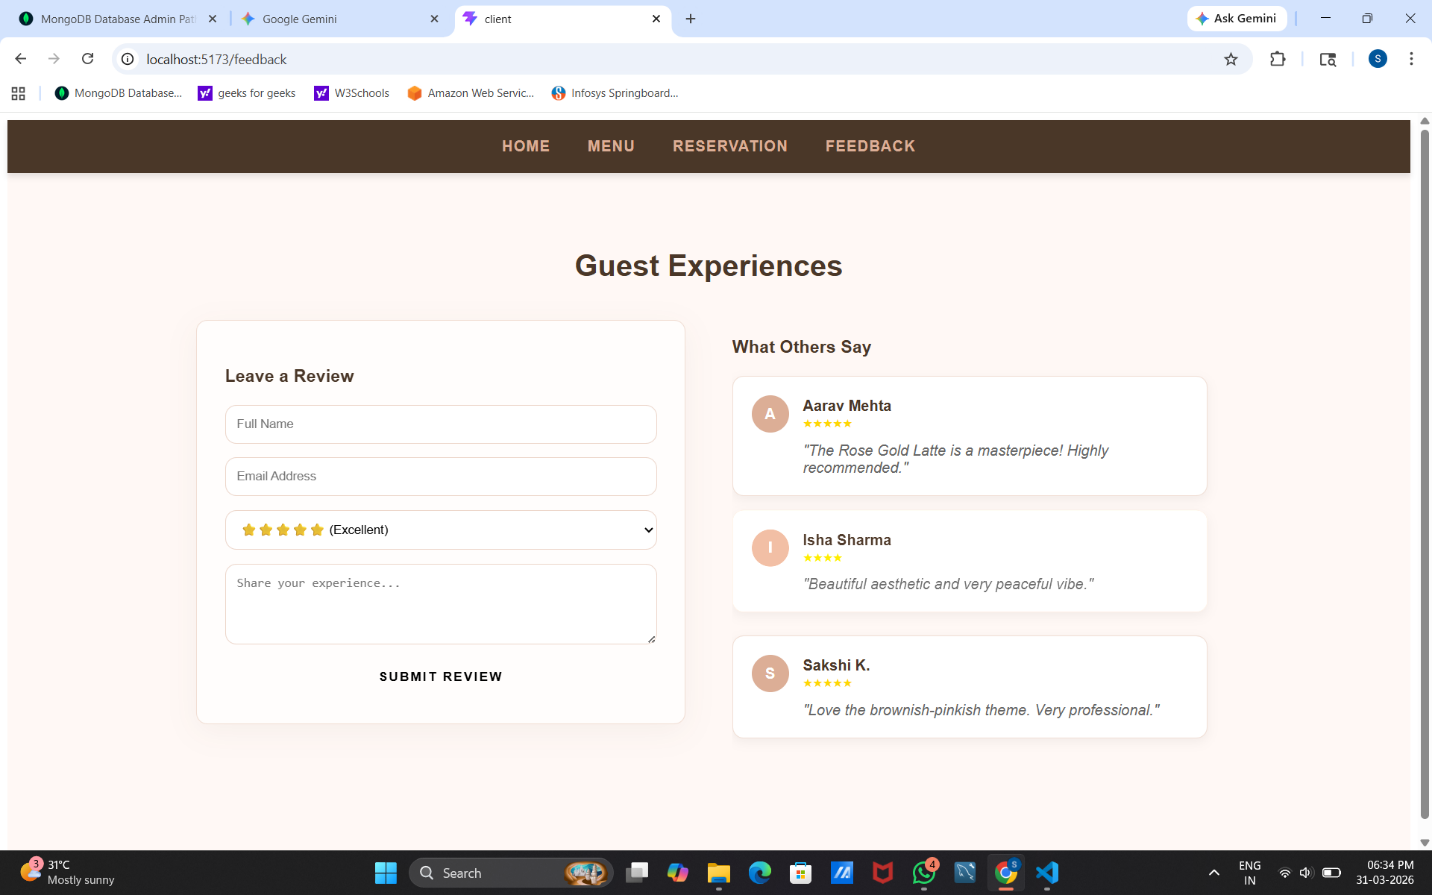 MongoDB Database Admin Pat
Google Gemini
client
Ask Gemini
localhost:5173/feedback
S
MongoDB Database...
geeks for geeks
W3Schools
Amazon Web Servic...
Infosys Springboard...
HOME
MENU
RESERVATION
FEEDBACK
Guest Experiences
Leave a Review
Full Name
Email Address
⭐⭐⭐⭐⭐ (Excellent)
Share your experience...
SUBMIT REVIEW
What Others Say
A
Aarav Mehta
★★★★★
"The Rose Gold Latte is a masterpiece! Highly
recommended."
I
Isha Sharma
★★★★
"Beautiful aesthetic and very peaceful vibe."
S
Sakshi K.
★★★★★
"Love the brownish-pinkish theme. Very professional."
3
31°C
Mostly sunny
Search
4
S
ENG
IN
06:34 PM
31-03-2026